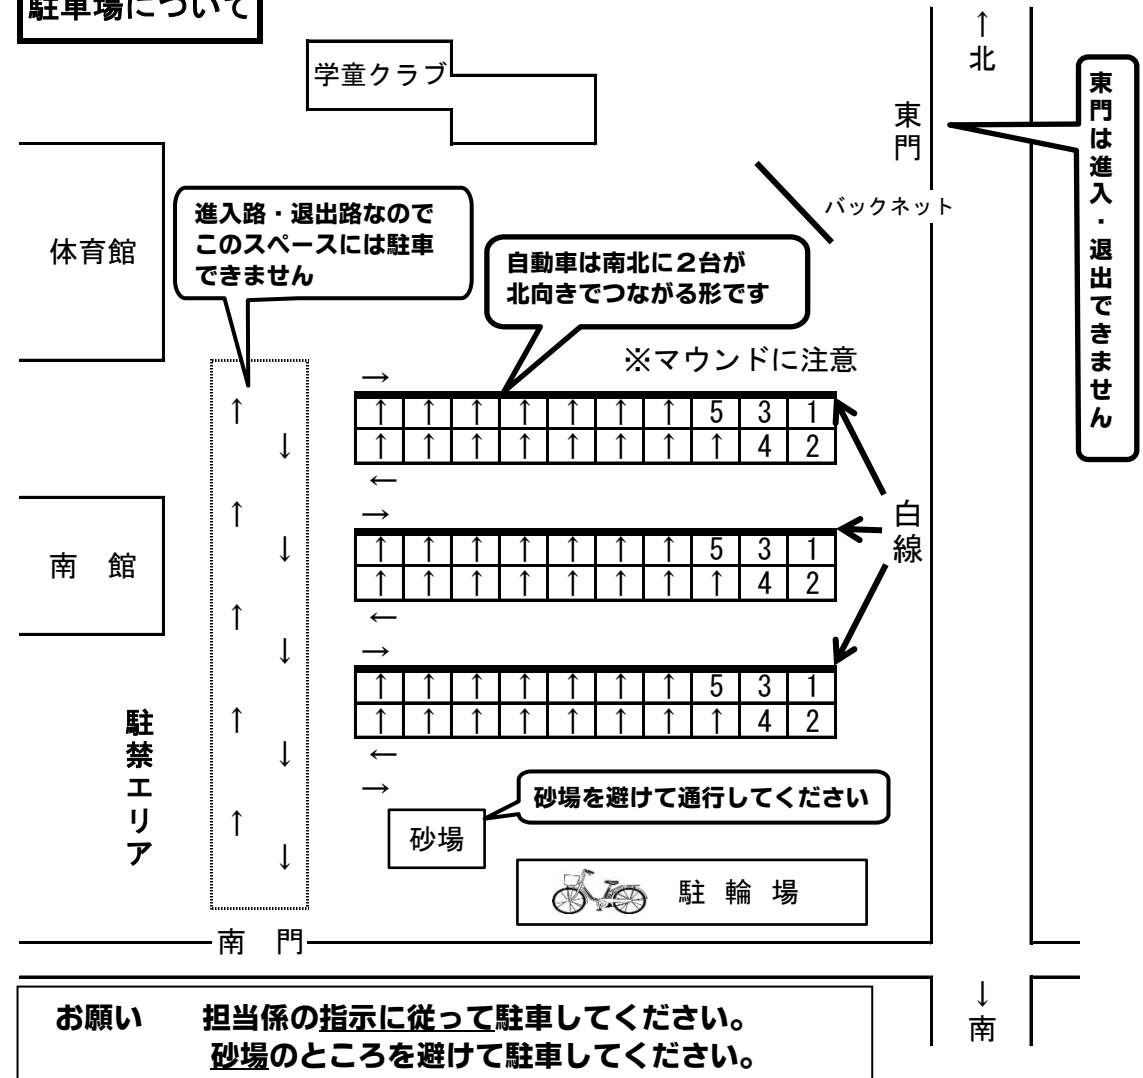 駐車場について
↑
北
学童クラブ
東門は進入・退出できません
東門
バックネット
進入路・退出路なので
このスペースには駐車
できません
体育館
自動車は南北に２台が
北向きでつながる形です
※マウンドに注意
→
↑ ↑ ↑ ↑ ↑ ↑ ↑ 5 3 1
↑ ↑ ↑ ↑ ↑ ↑ ↑ ↑ 4 2
←
→
↑ ↑ ↑ ↑ ↑ ↑ ↑ 5 3 1
↑ ↑ ↑ ↑ ↑ ↑ ↑ ↑ 4 2
←
→
↑ ↑ ↑ ↑ ↑ ↑ ↑ 5 3 1
↑ ↑ ↑ ↑ ↑ ↑ ↑ ↑ 4 2
←
→
↑
↓
↑
↓
↑
↓
↑
↓
↑
↓
白線
南 館
駐禁エリア
砂場を避けて通行してください
砂場
駐 輪 場
南 門
↓
南
お願い 担当係の指示に従って駐車してください。
砂場のところを避けて駐車してください。